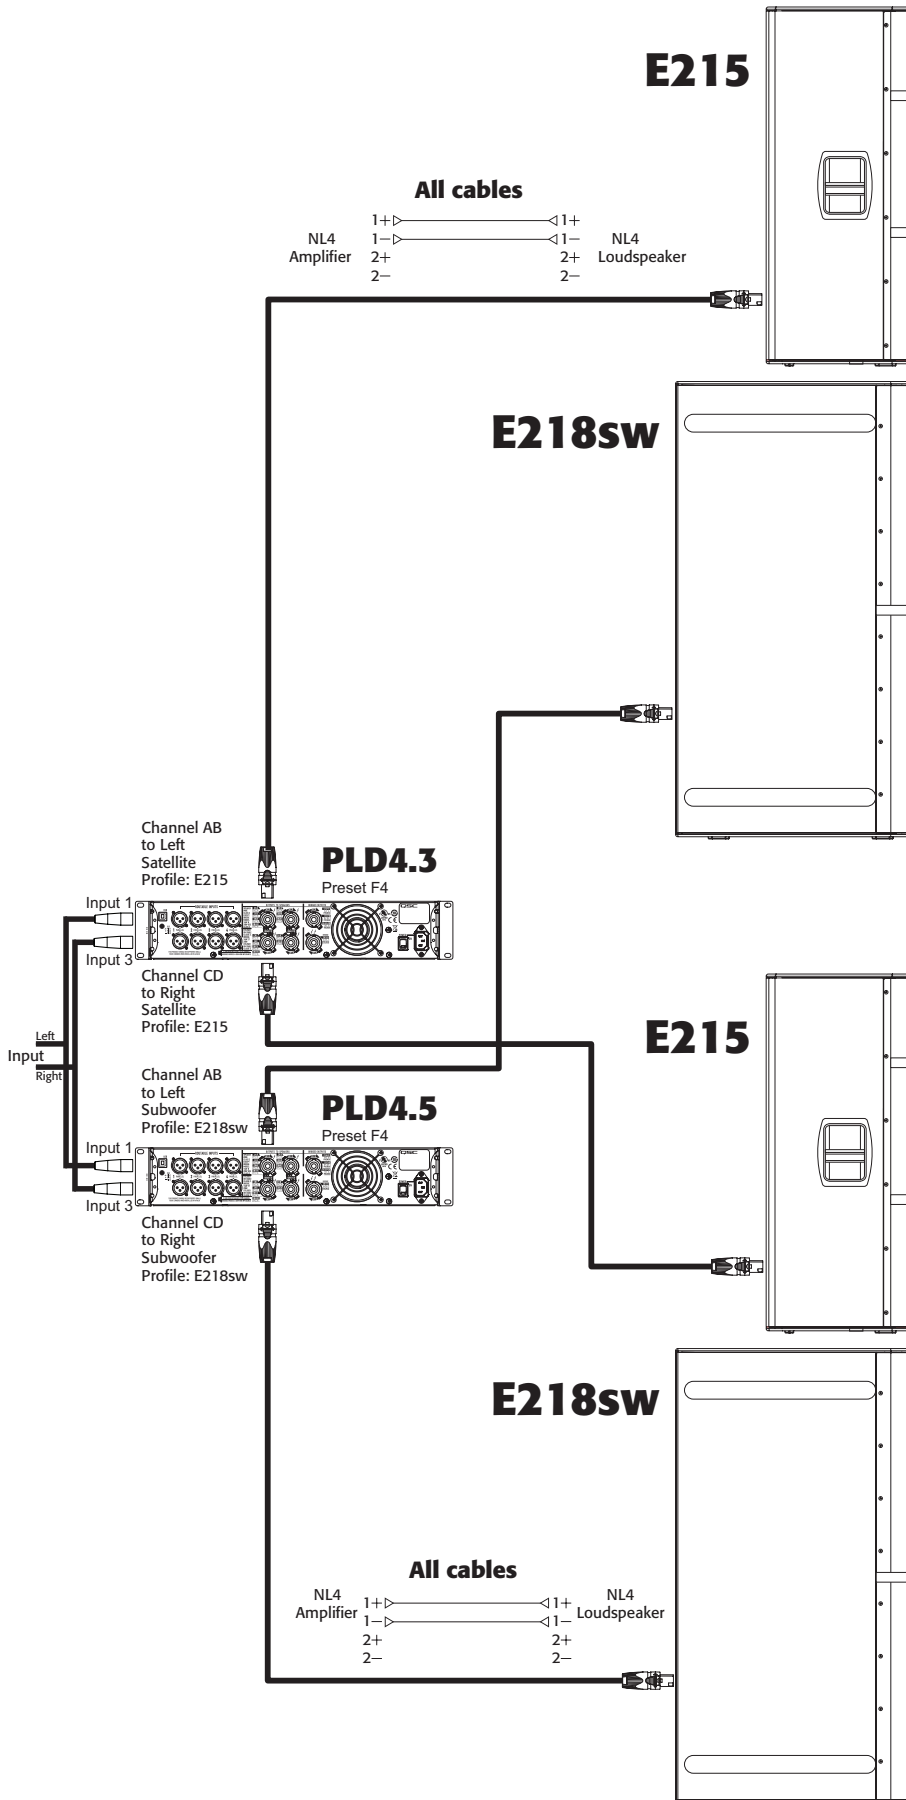 E215
All cables
1+ 1+
NL4 1− 1− NL4
Amplifier 2+ 2+ Loudspeaker
2− 2−
E218sw
Channel AB
to Left
Satellite
Profile: E215
PLD4.3
Preset F4
Input 1
QSC
Input 3
Channel CD
to Right
Satellite
Profile: E215
Left
Input
Right
E215
Channel AB
to Left
Subwoofer
Profile: E218sw
PLD4.5
Preset F4
Input 1
QSC
Input 3
Channel CD
to Right
Subwoofer
Profile: E218sw
E218sw
All cables
NL4 1+ 1+ NL4
Amplifier 1− 1− Loudspeaker
2+ 2+
2− 2−